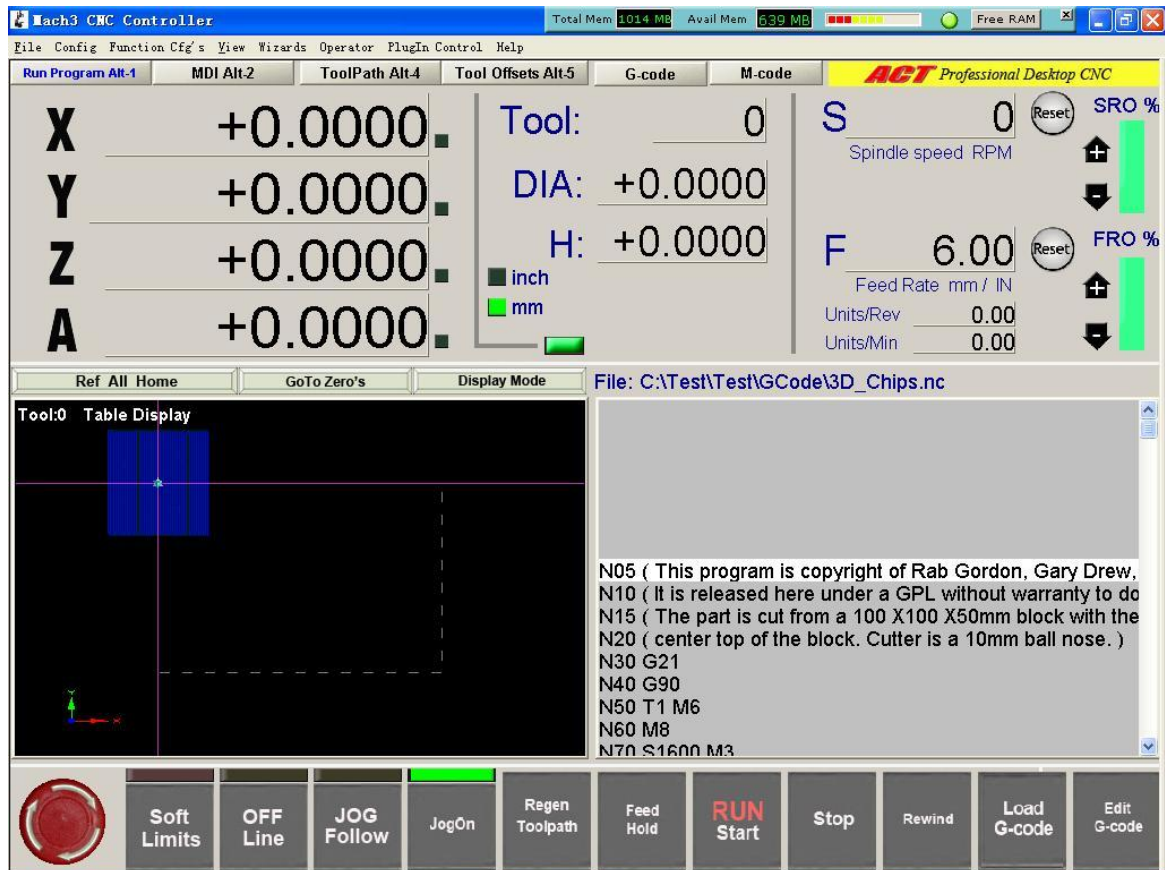 Mach3 CNC Controller
Total Mem 1014 MB Avail Mem 639 MB Free RAM
File Config Function Cfg's View Wizards Operator PlugIn Control Help
Run Program Alt-1 MDI Alt-2 ToolPath Alt-4 Tool Offsets Alt-5 G-code M-code ACT Professional Desktop CNC
X +0.0000.
Y +0.0000.
Z +0.0000.
A +0.0000.
Tool: 0
DIA: +0.0000
H: +0.0000
inch
mm
S 0 Reset SRO %
Spindle speed RPM
+
-
F 6.00 Reset FRO %
Feed Rate mm / IN
+
Units/Rev 0.00
Units/Min 0.00
-
Ref All Home GoTo Zero's Display Mode
File: C:\Test\Test\GCode\3D_Chips.nc
Tool:0 Table Display
Y
X
N05 ( This program is copyright of Rab Gordon, Gary Drew,
N10 ( It is released here under a GPL without warranty to do
N15 ( The part is cut from a 100 X100 X50mm block with the
N20 ( center top of the block. Cutter is a 10mm ball nose. )
N30 G21
N40 G90
N50 T1 M6
N60 M8
N70 S1600 M3
Soft Limits
OFF Line
JOG Follow
JogOn
Regen Toolpath
Feed Hold
RUN Start
Stop
Rewind
Load G-code
Edit G-code